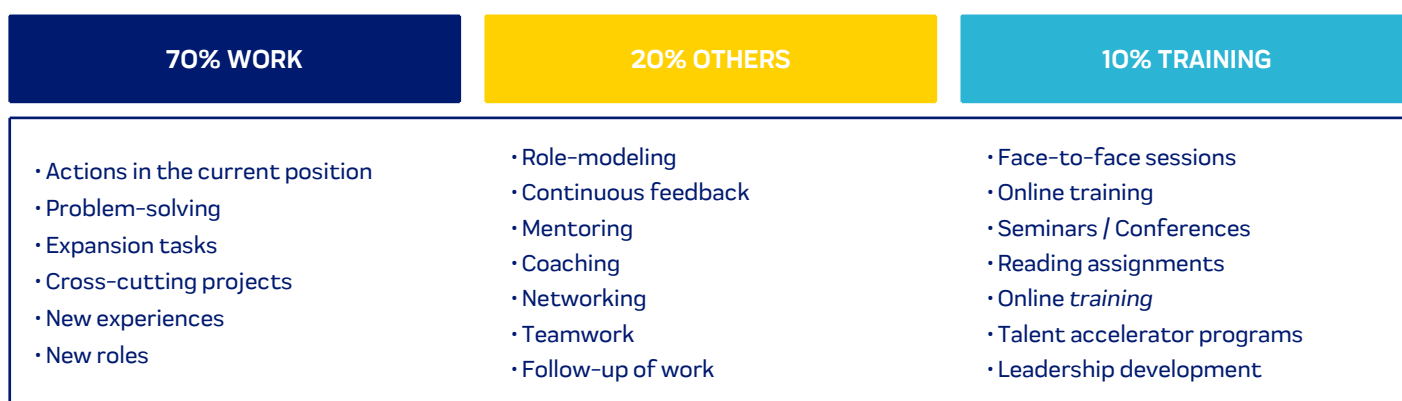 70% WORK
20% OTHERS
10% TRAINING
· Actions in the current position
· Problem-solving
· Expansion tasks
· Cross-cutting projects
· New experiences
· New roles
· Role-modeling
· Continuous feedback
· Mentoring
· Coaching
· Networking
· Teamwork
· Follow-up of work
· Face-to-face sessions
· Online training
· Seminars / Conferences
· Reading assignments
· Online training
· Talent accelerator programs
· Leadership development